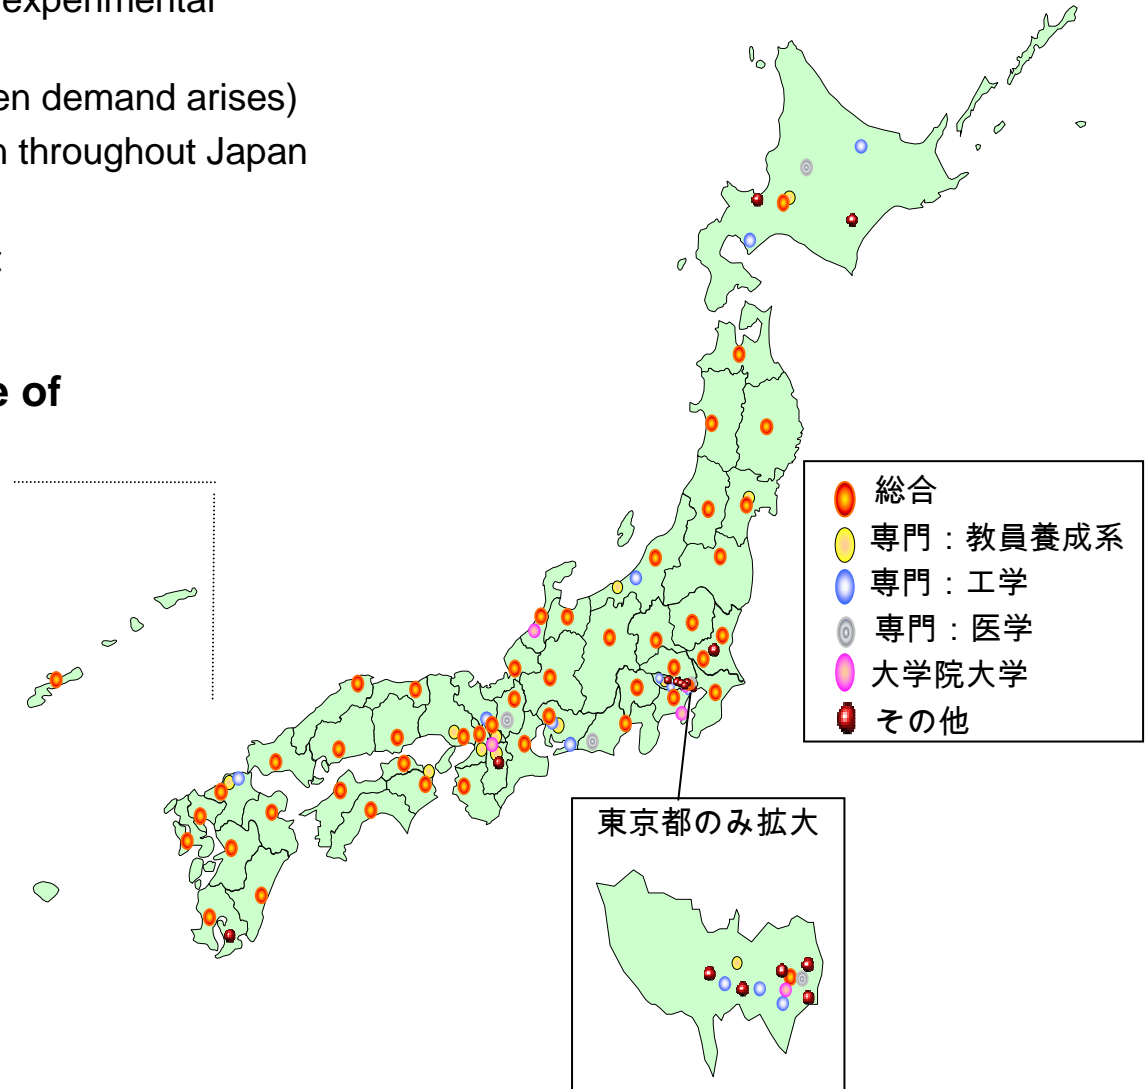 experimental
en demand arises)
n throughout Japan
e of
総合
専門：教員養成系
専門：工学
専門：医学
大学院大学
その他
東京都のみ拡大